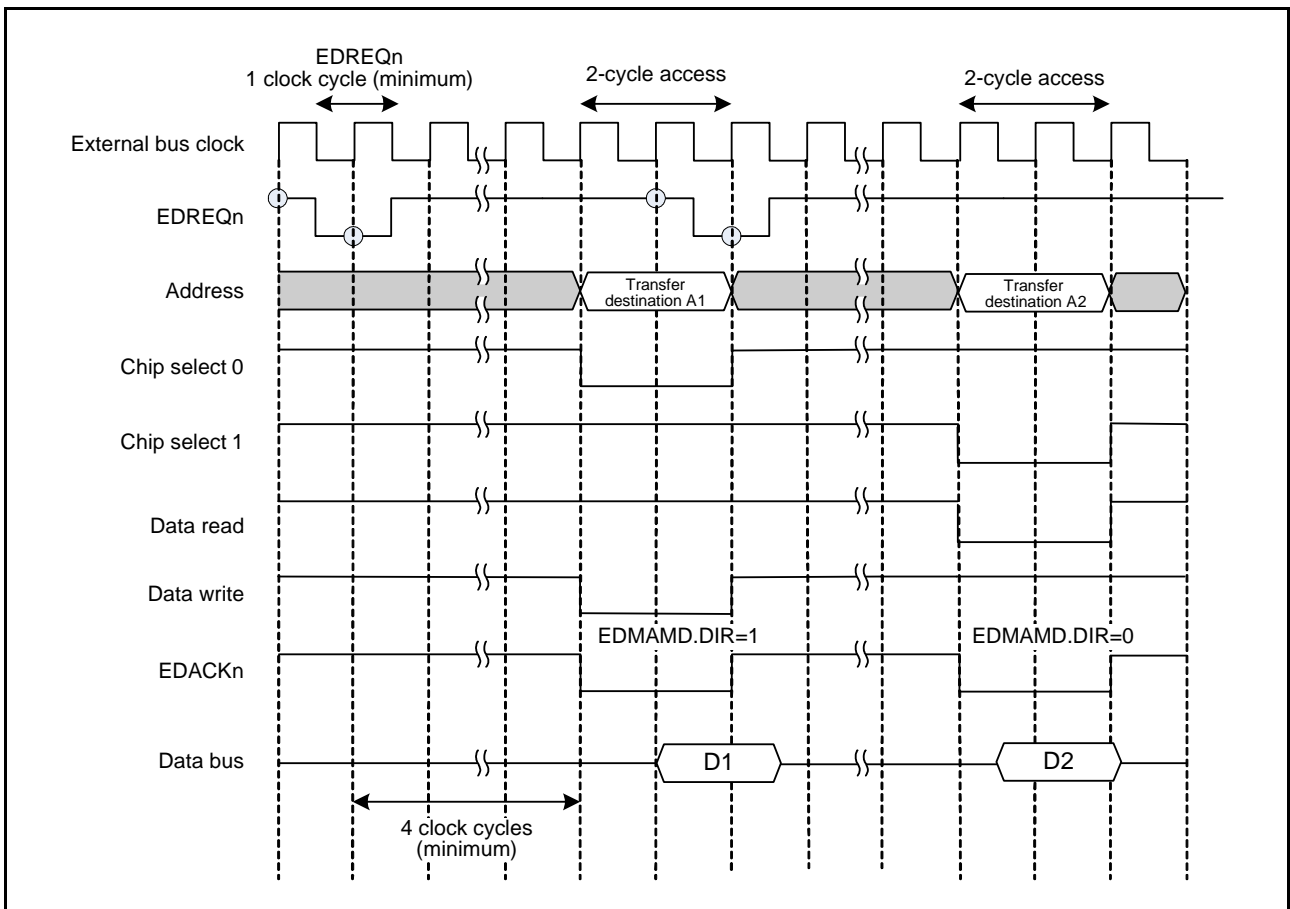 EDREQn
1 clock cycle (minimum)
2-cycle access
2-cycle access
External bus clock
EDREQn
Address
Transfer
destination A1
Transfer
destination A2
Chip select 0
Chip select 1
Data read
Data write
EDMAMD.DIR=1
EDMAMD.DIR=0
EDACKn
Data bus
D1
D2
4 clock cycles
(minimum)